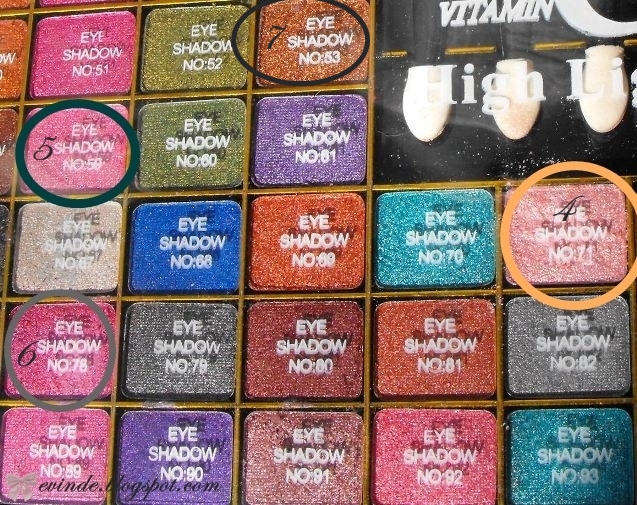 VITAMIN
High Li
EYE
SHADOW
NO:51
EYE
SHADOW
NO:52
7
EYE
SHADOW
NO:53
5
EYE
SHADOW
NO:59
EYE
SHADOW
NO:60
EYE
SHADOW
NO:61
EYE
SHADOW
NO:67
EYE
SHADOW
NO:68
EYE
SHADOW
NO:69
EYE
SHADOW
NO:70
4
EYE
SHADOW
NO:71
6
EYE
SHADOW
NO:78
EYE
SHADOW
NO:79
EYE
SHADOW
NO:80
EYE
SHADOW
NO:81
EYE
SHADOW
NO:82
EYE
SHADOW
NO:89
EYE
SHADOW
NO:90
EYE
SHADOW
NO:91
EYE
SHADOW
NO:92
EYE
SHADOW
NO:93
evinde.blogspot.com